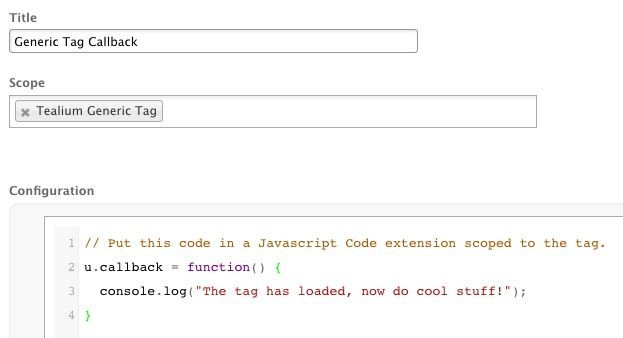 Title
Generic Tag Callback
Scope
× Tealium Generic Tag
Configuration
1 // Put this code in a Javascript Code extension scoped to the tag.
2 u.callback = function() {
3   console.log("The tag has loaded, now do cool stuff!");
4 }